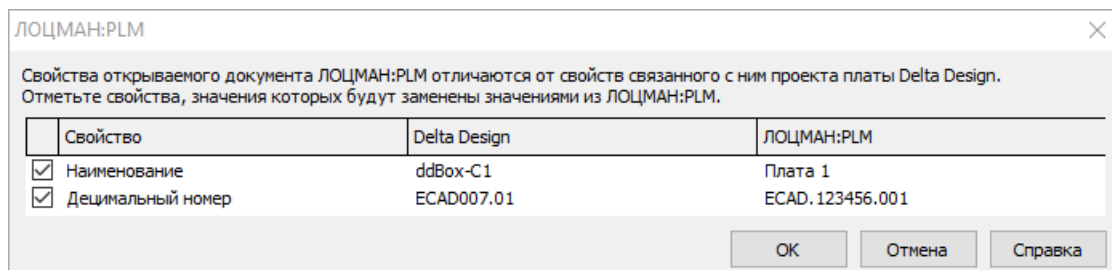 ЛОЦМАН:PLM
Свойства открываемого документа ЛОЦМАН:PLM отличаются от свойств связанного с ним проекта платы Delta Design.
Отметьте свойства, значения которых будут заменены значениями из ЛОЦМАН:PLM.
Свойство Delta Design ЛОЦМАН:PLM
Наименование ddBox-C1 Плата 1
Децимальный номер ECAD007.01 ECAD.123456.001
ОК Отмена Справка